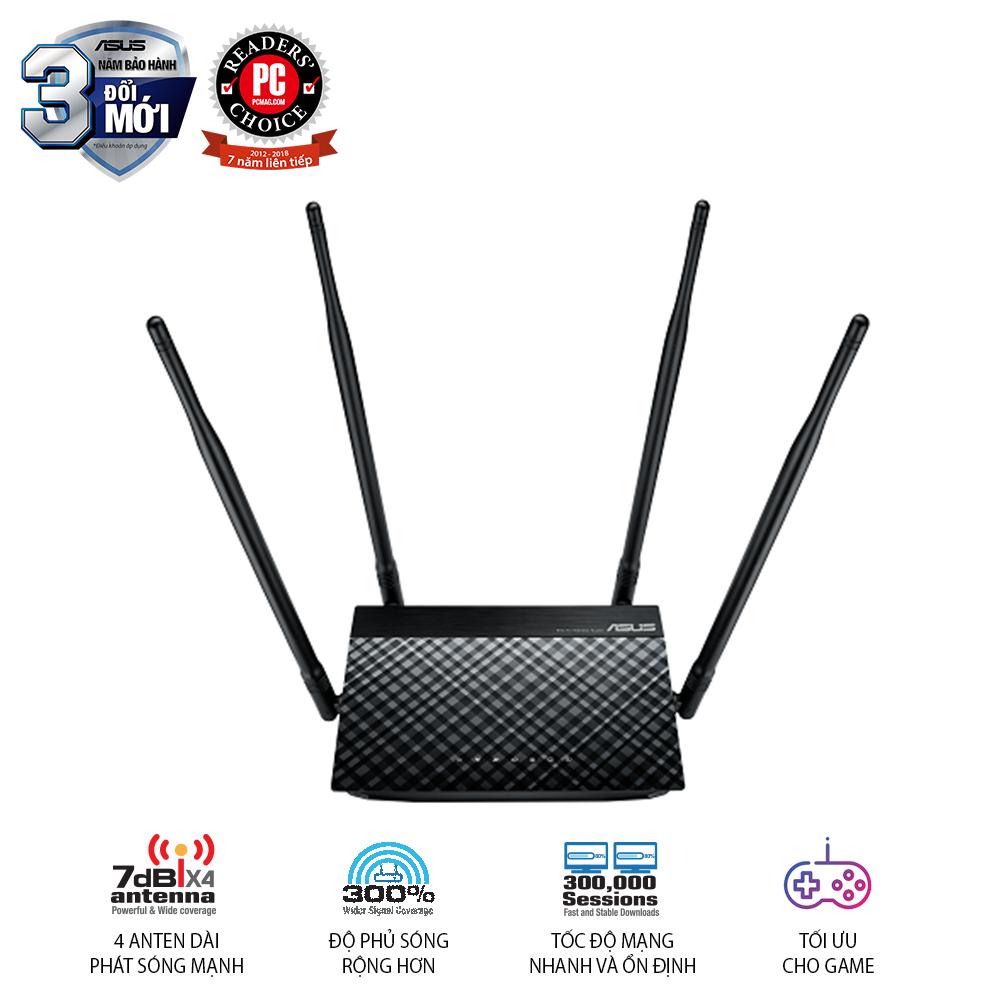 ASUS
3 NĂM BẢO HÀNH
ĐỔI
MỚI
*Điều khoản áp dụng
READERS'
PC
PCMAG.COM
CHOICE
2012 - 2018
7 năm liên tiếp
ASUS
7dBi X4
antenna
Powerful & Wide coverage
4 ANTEN DÀI
PHÁT SÓNG MẠNH
300%
Wider Signal Coverage
ĐỘ PHỦ SÓNG
RỘNG HƠN
80% 80%
300,000
Sessions
Fast and Stable Downloads
TỐC ĐỘ MẠNG
NHANH VÀ ỔN ĐỊNH
TỐI ƯU
CHO GAME